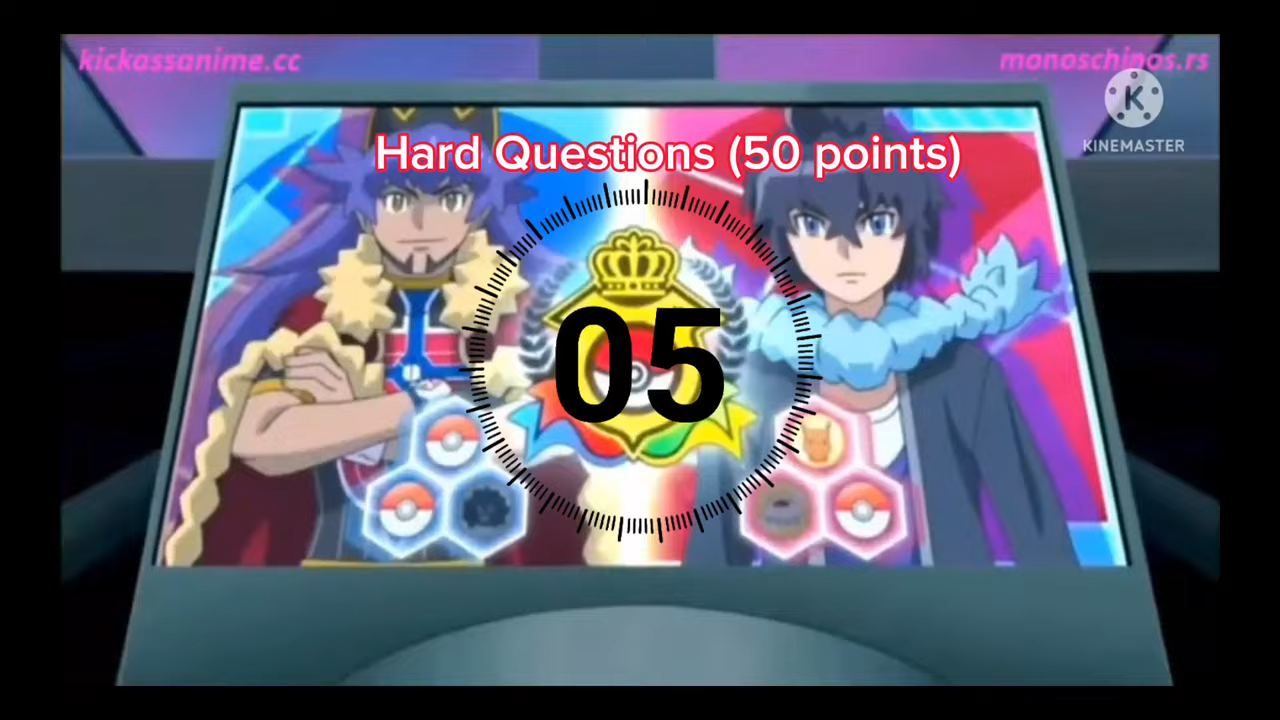 kickassanime.cc
monoschinos.rs
K
KINEMASTER
Hard Questions (50 points)
05